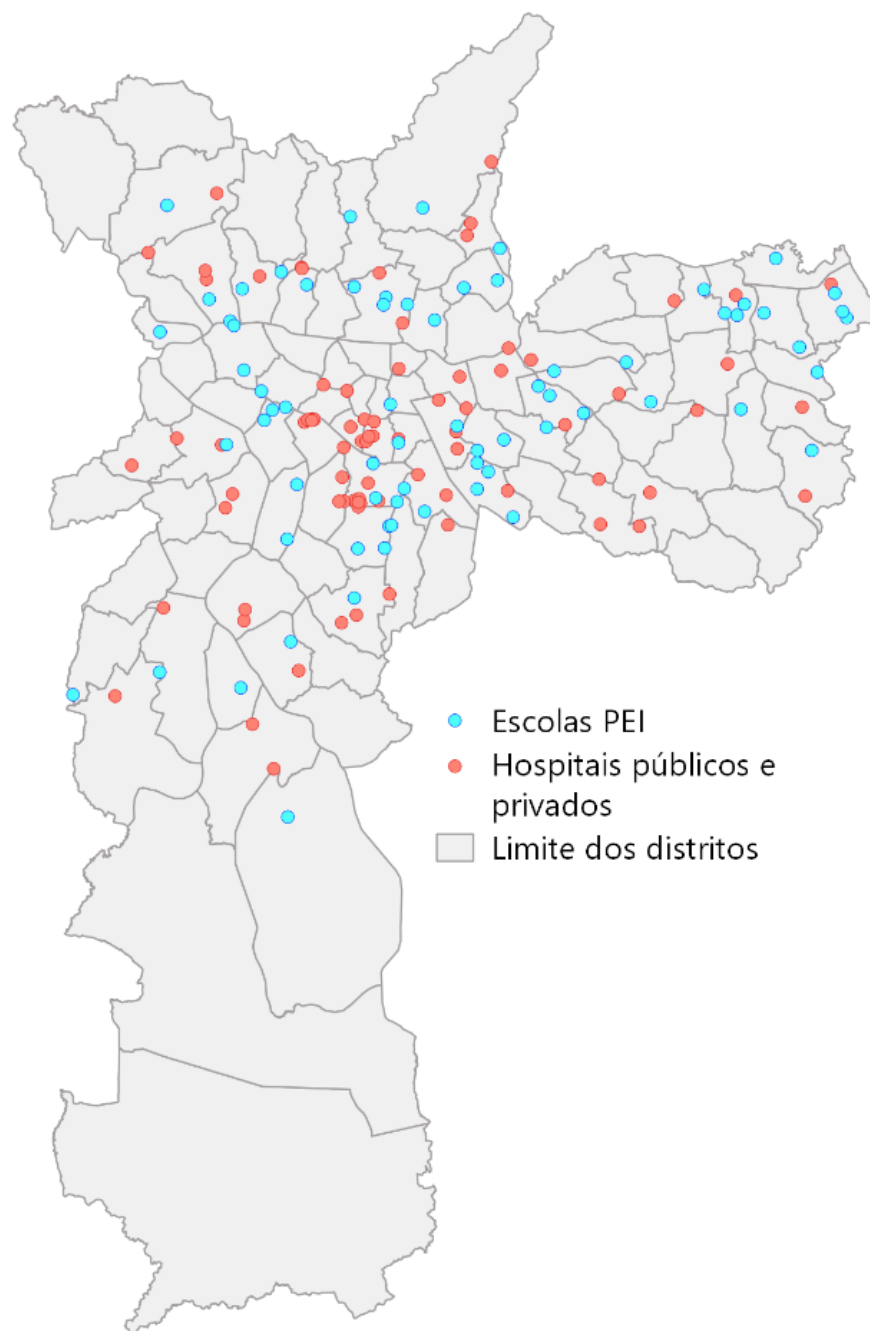 Escolas PEI
Hospitais públicos e
privados
Limite dos distritos